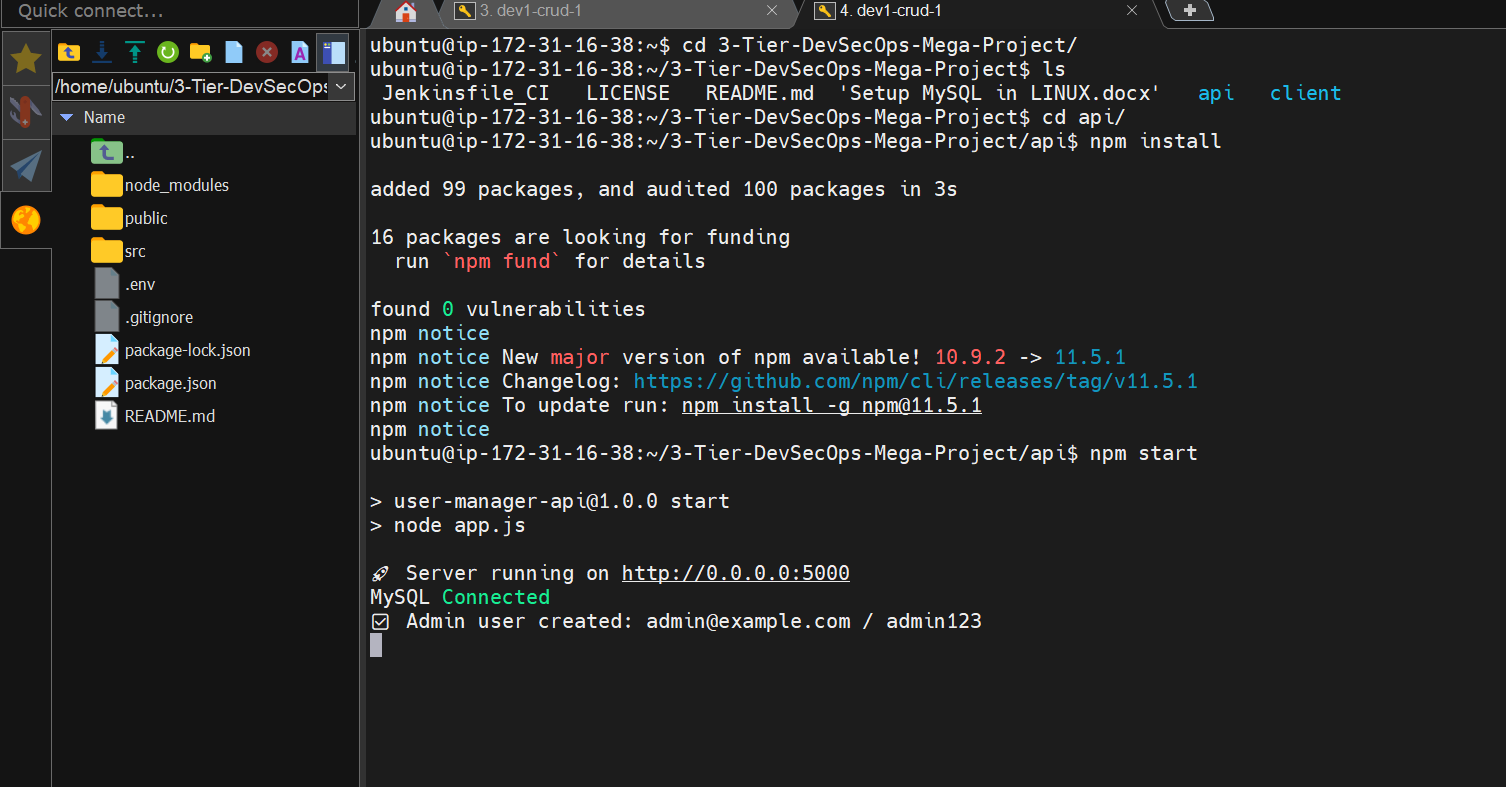 Quick connect...
3. dev1-crud-1
4. dev1-crud-1
/home/ubuntu/3-Tier-DevSecOps
Name
..
node_modules
public
src
.env
.gitignore
package-lock.json
package.json
README.md
ubuntu@ip-172-31-16-38:~$ cd 3-Tier-DevSecOps-Mega-Project/
ubuntu@ip-172-31-16-38:~/3-Tier-DevSecOps-Mega-Project$ ls
Jenkinsfile_CI   LICENSE   README.md  'Setup MySQL in LINUX.docx'   api   client
ubuntu@ip-172-31-16-38:~/3-Tier-DevSecOps-Mega-Project$ cd api/
ubuntu@ip-172-31-16-38:~/3-Tier-DevSecOps-Mega-Project/api$ npm install
added 99 packages, and audited 100 packages in 3s
16 packages are looking for funding
run `npm fund` for details
found 0 vulnerabilities
npm notice
npm notice New major version of npm available! 10.9.2 -> 11.5.1
npm notice Changelog: https://github.com/npm/cli/releases/tag/v11.5.1
npm notice To update run: npm install -g npm@11.5.1
npm notice
ubuntu@ip-172-31-16-38:~/3-Tier-DevSecOps-Mega-Project/api$ npm start
> user-manager-api@1.0.0 start
> node app.js
🚀 Server running on http://0.0.0.0:5000
MySQL Connected
☑ Admin user created: admin@example.com / admin123